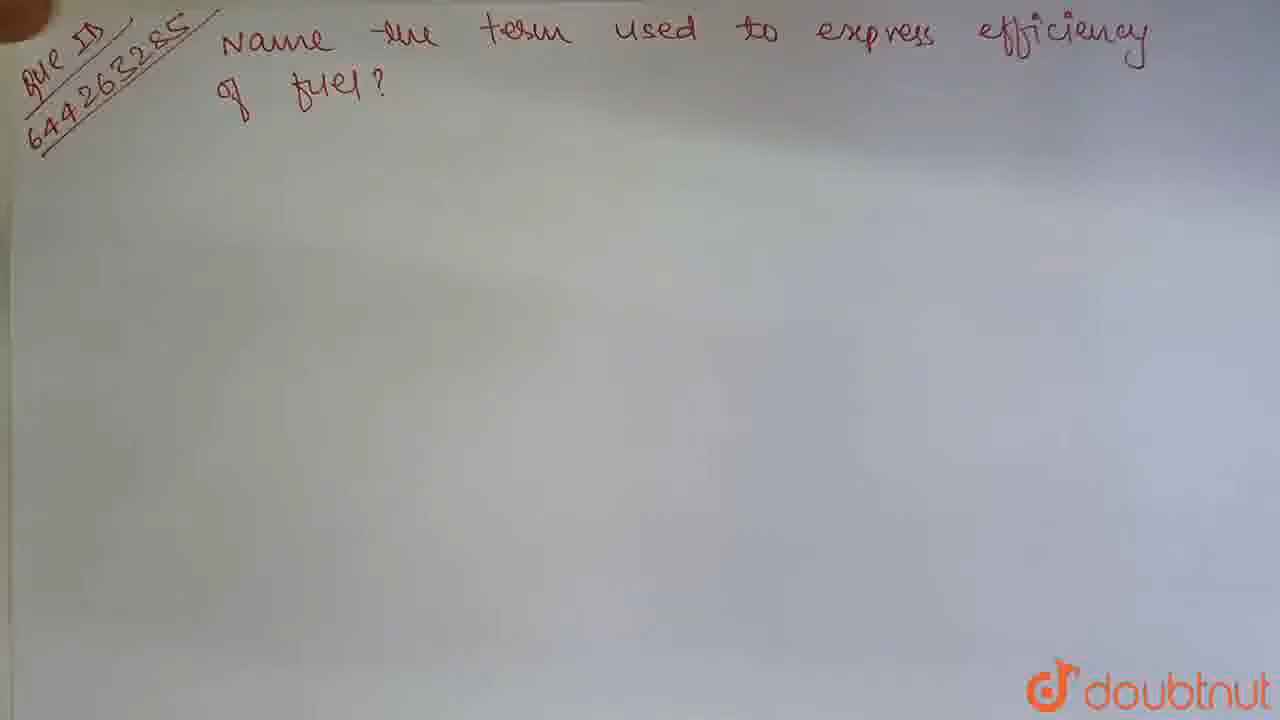 Que ID
644263285
Name the term used to express efficiency
of fuel?
doubtnut